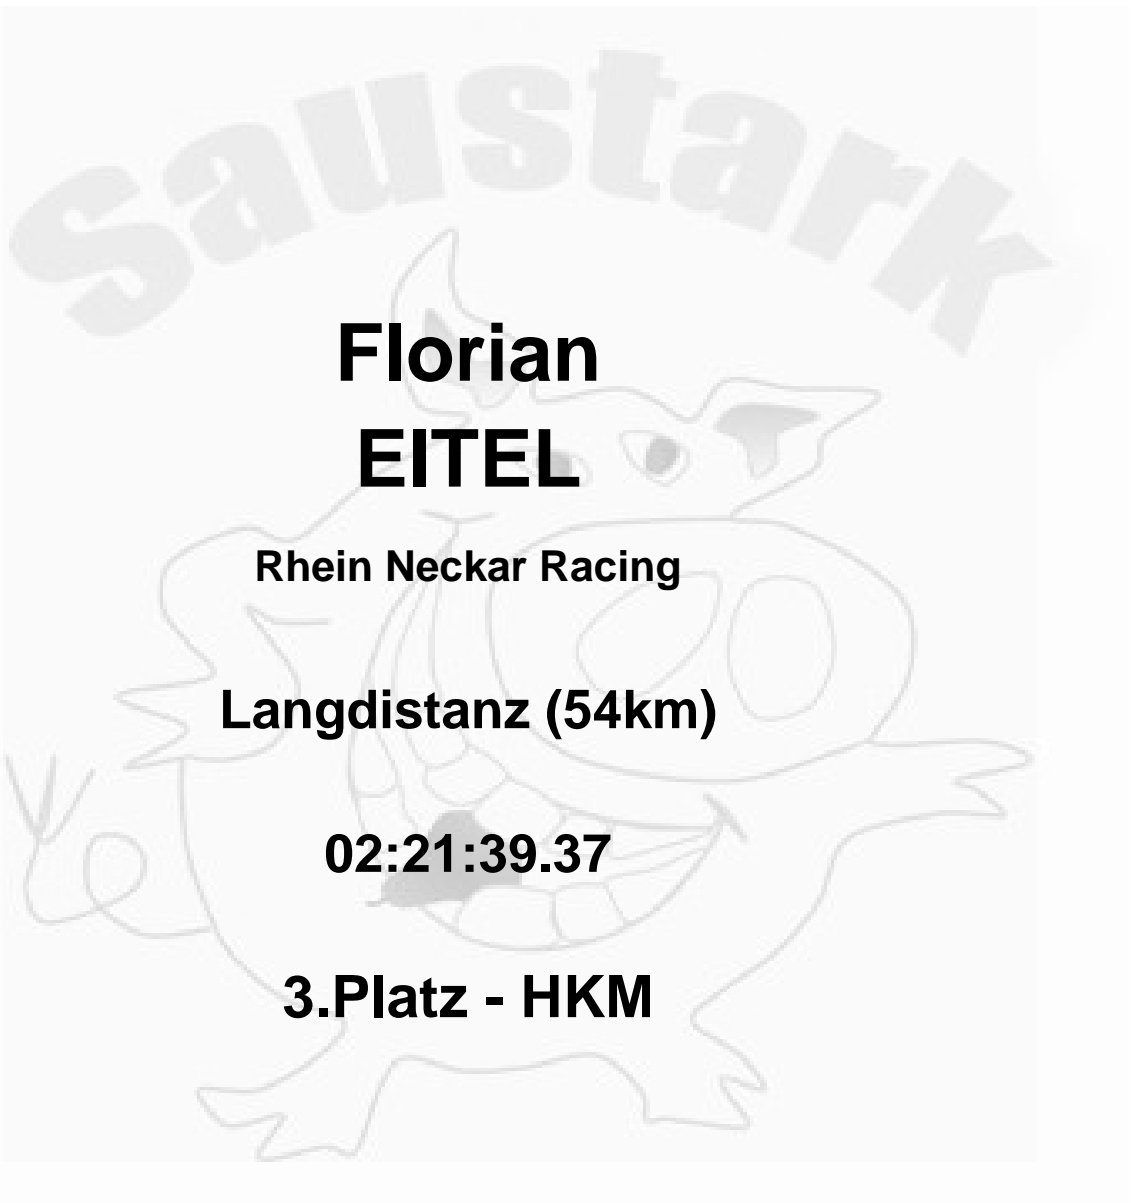 Saustark
Florian
EITEL
Rhein Neckar Racing
Langdistanz (54km)
02:21:39.37
3.Platz - HKM